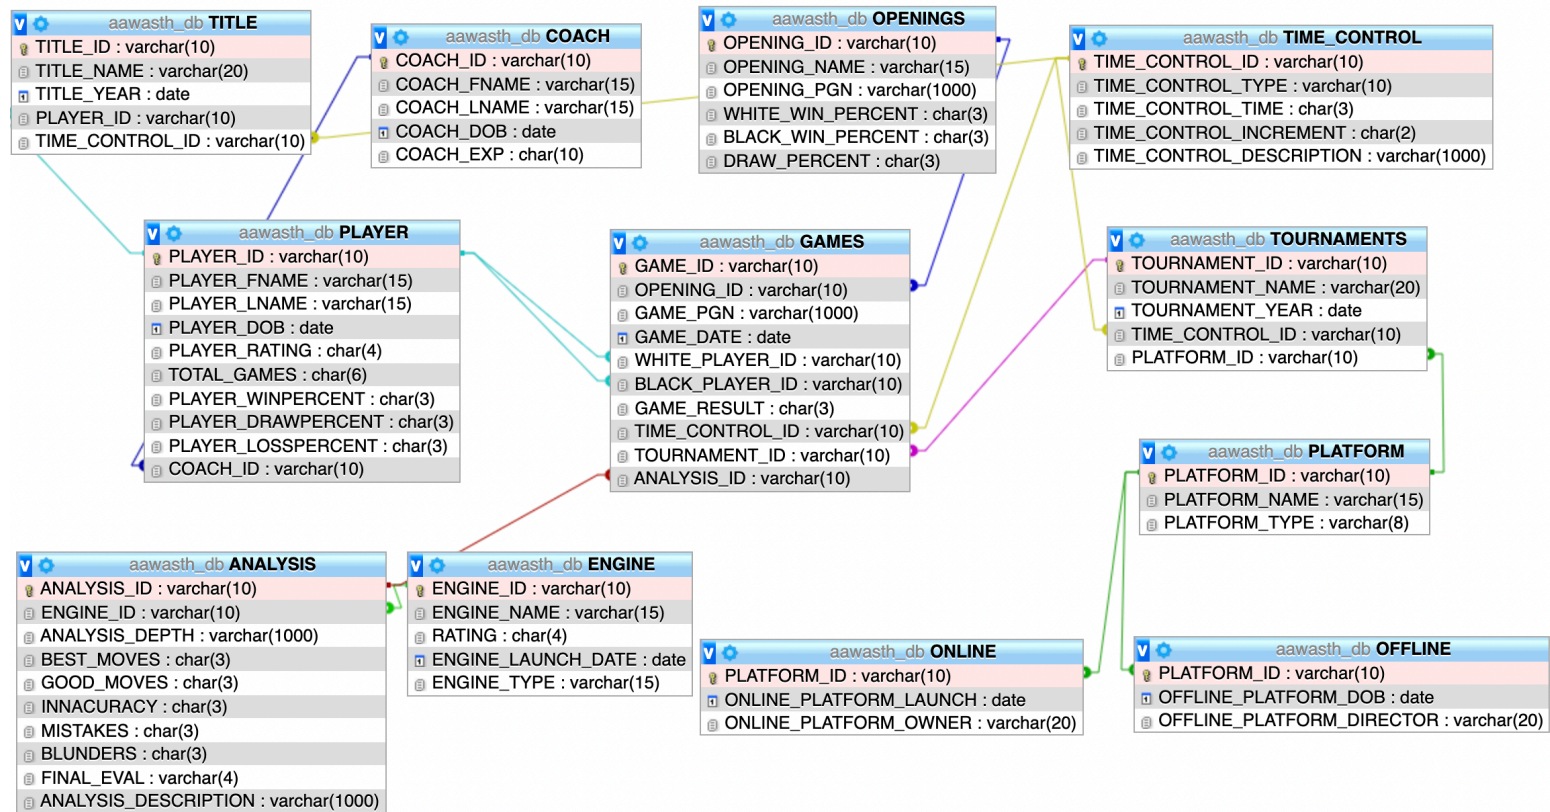 aawasth_db TITLE
TITLE_ID : varchar(10)
TITLE_NAME : varchar(20)
TITLE_YEAR : date
PLAYER_ID : varchar(10)
TIME_CONTROL_ID : varchar(10)
aawasth_db COACH
COACH_ID : varchar(10)
COACH_FNAME : varchar(15)
COACH_LNAME : varchar(15)
COACH_DOB : date
COACH_EXP : char(10)
aawasth_db OPENINGS
OPENING_ID : varchar(10)
OPENING_NAME : varchar(15)
OPENING_PGN : varchar(1000)
WHITE_WIN_PERCENT : char(3)
BLACK_WIN_PERCENT : char(3)
DRAW_PERCENT : char(3)
aawasth_db TIME_CONTROL
TIME_CONTROL_ID : varchar(10)
TIME_CONTROL_TYPE : varchar(10)
TIME_CONTROL_TIME : char(3)
TIME_CONTROL_INCREMENT : char(2)
TIME_CONTROL_DESCRIPTION : varchar(1000)
aawasth_db PLAYER
PLAYER_ID : varchar(10)
PLAYER_FNAME : varchar(15)
PLAYER_LNAME : varchar(15)
PLAYER_DOB : date
PLAYER_RATING : char(4)
TOTAL_GAMES : char(6)
PLAYER_WINPERCENT : char(3)
PLAYER_DRAWPERCENT : char(3)
PLAYER_LOSSPERCENT : char(3)
COACH_ID : varchar(10)
aawasth_db GAMES
GAME_ID : varchar(10)
OPENING_ID : varchar(10)
GAME_PGN : varchar(1000)
GAME_DATE : date
WHITE_PLAYER_ID : varchar(10)
BLACK_PLAYER_ID : varchar(10)
GAME_RESULT : char(3)
TIME_CONTROL_ID : varchar(10)
TOURNAMENT_ID : varchar(10)
ANALYSIS_ID : varchar(10)
aawasth_db TOURNAMENTS
TOURNAMENT_ID : varchar(10)
TOURNAMENT_NAME : varchar(20)
TOURNAMENT_YEAR : date
TIME_CONTROL_ID : varchar(10)
PLATFORM_ID : varchar(10)
aawasth_db PLATFORM
PLATFORM_ID : varchar(10)
PLATFORM_NAME : varchar(15)
PLATFORM_TYPE : varchar(8)
aawasth_db ANALYSIS
ANALYSIS_ID : varchar(10)
ENGINE_ID : varchar(10)
ANALYSIS_DEPTH : varchar(1000)
BEST_MOVES : char(3)
GOOD_MOVES : char(3)
INNACURACY : char(3)
MISTAKES : char(3)
BLUNDERS : char(3)
FINAL_EVAL : varchar(4)
ANALYSIS_DESCRIPTION : varchar(1000)
aawasth_db ENGINE
ENGINE_ID : varchar(10)
ENGINE_NAME : varchar(15)
RATING : char(4)
ENGINE_LAUNCH_DATE : date
ENGINE_TYPE : varchar(15)
aawasth_db ONLINE
PLATFORM_ID : varchar(10)
ONLINE_PLATFORM_LAUNCH : date
ONLINE_PLATFORM_OWNER : varchar(20)
aawasth_db OFFLINE
PLATFORM_ID : varchar(10)
OFFLINE_PLATFORM_DOB : date
OFFLINE_PLATFORM_DIRECTOR : varchar(20)